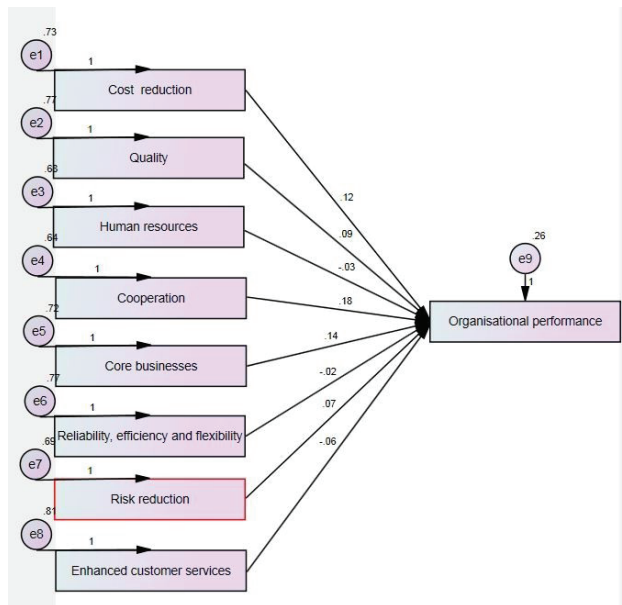 .73
e1
1
Cost reduction
.77
e2
1
Quality
.68
e3
1
Human resources
.64
e4
1
Cooperation
.72
e5
1
Core businesses
.77
e6
1
Reliability, efficiency and flexibility
.69
e7
1
Risk reduction
.81
e8
1
Enhanced customer services
.12
.09
-.03
.18
.14
-.02
.07
-.06
.26
e9
1
Organisational performance